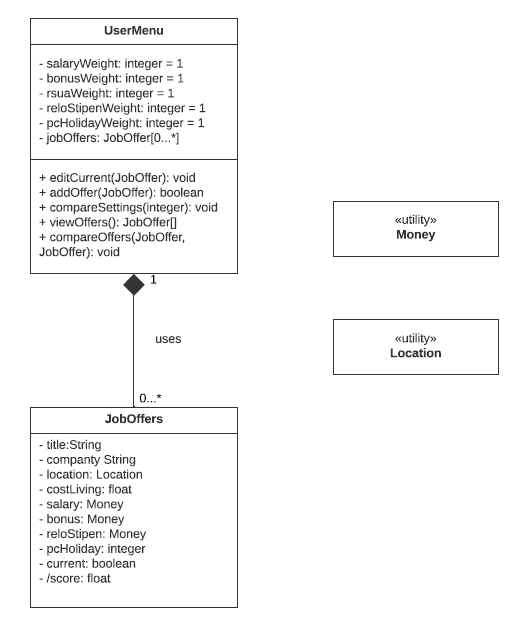 UserMenu
- salaryWeight: integer = 1
- bonusWeight: integer = 1
- rsuaWeight: integer = 1
- reloStipenWeight: integer = 1
- pcHolidayWeight: integer = 1
- jobOffers: JobOffer[0...*]
+ editCurrent(JobOffer): void
+ addOffer(JobOffer): boolean
+ compareSettings(integer): void
+ viewOffers(): JobOffer[]
+ compareOffers(JobOffer,
JobOffer): void
1
uses
0...*
JobOffers
- title:String
- companty String
- location: Location
- costLiving: float
- salary: Money
- bonus: Money
- reloStipen: Money
- pcHoliday: integer
- current: boolean
- /score: float
«utility»
Money
«utility»
Location